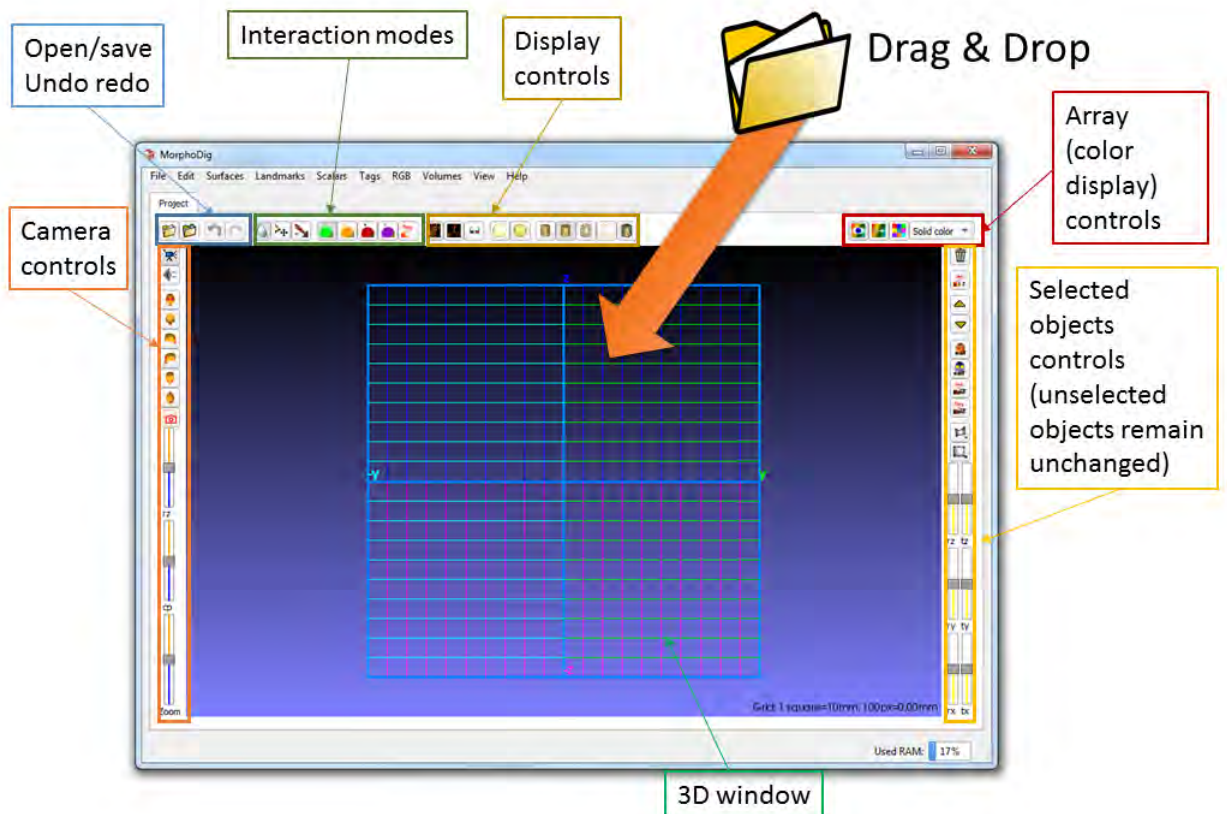 Open/save
Undo redo
Interaction modes
Display
controls
Drag & Drop
Array
(color
display)
controls
MorphoDig
File Edit Surfaces Landmarks Scalars Tags RGB Volumes View Help
Project
Solid color
Camera
controls
Selected
objects
controls
(unselected
objects remain
unchanged)
z
-y
y
rz tz
ry ty
rx tx
Zoom
Grid: 1 square=10mm, 100px=0.00mm
Used RAM: 17%
3D window